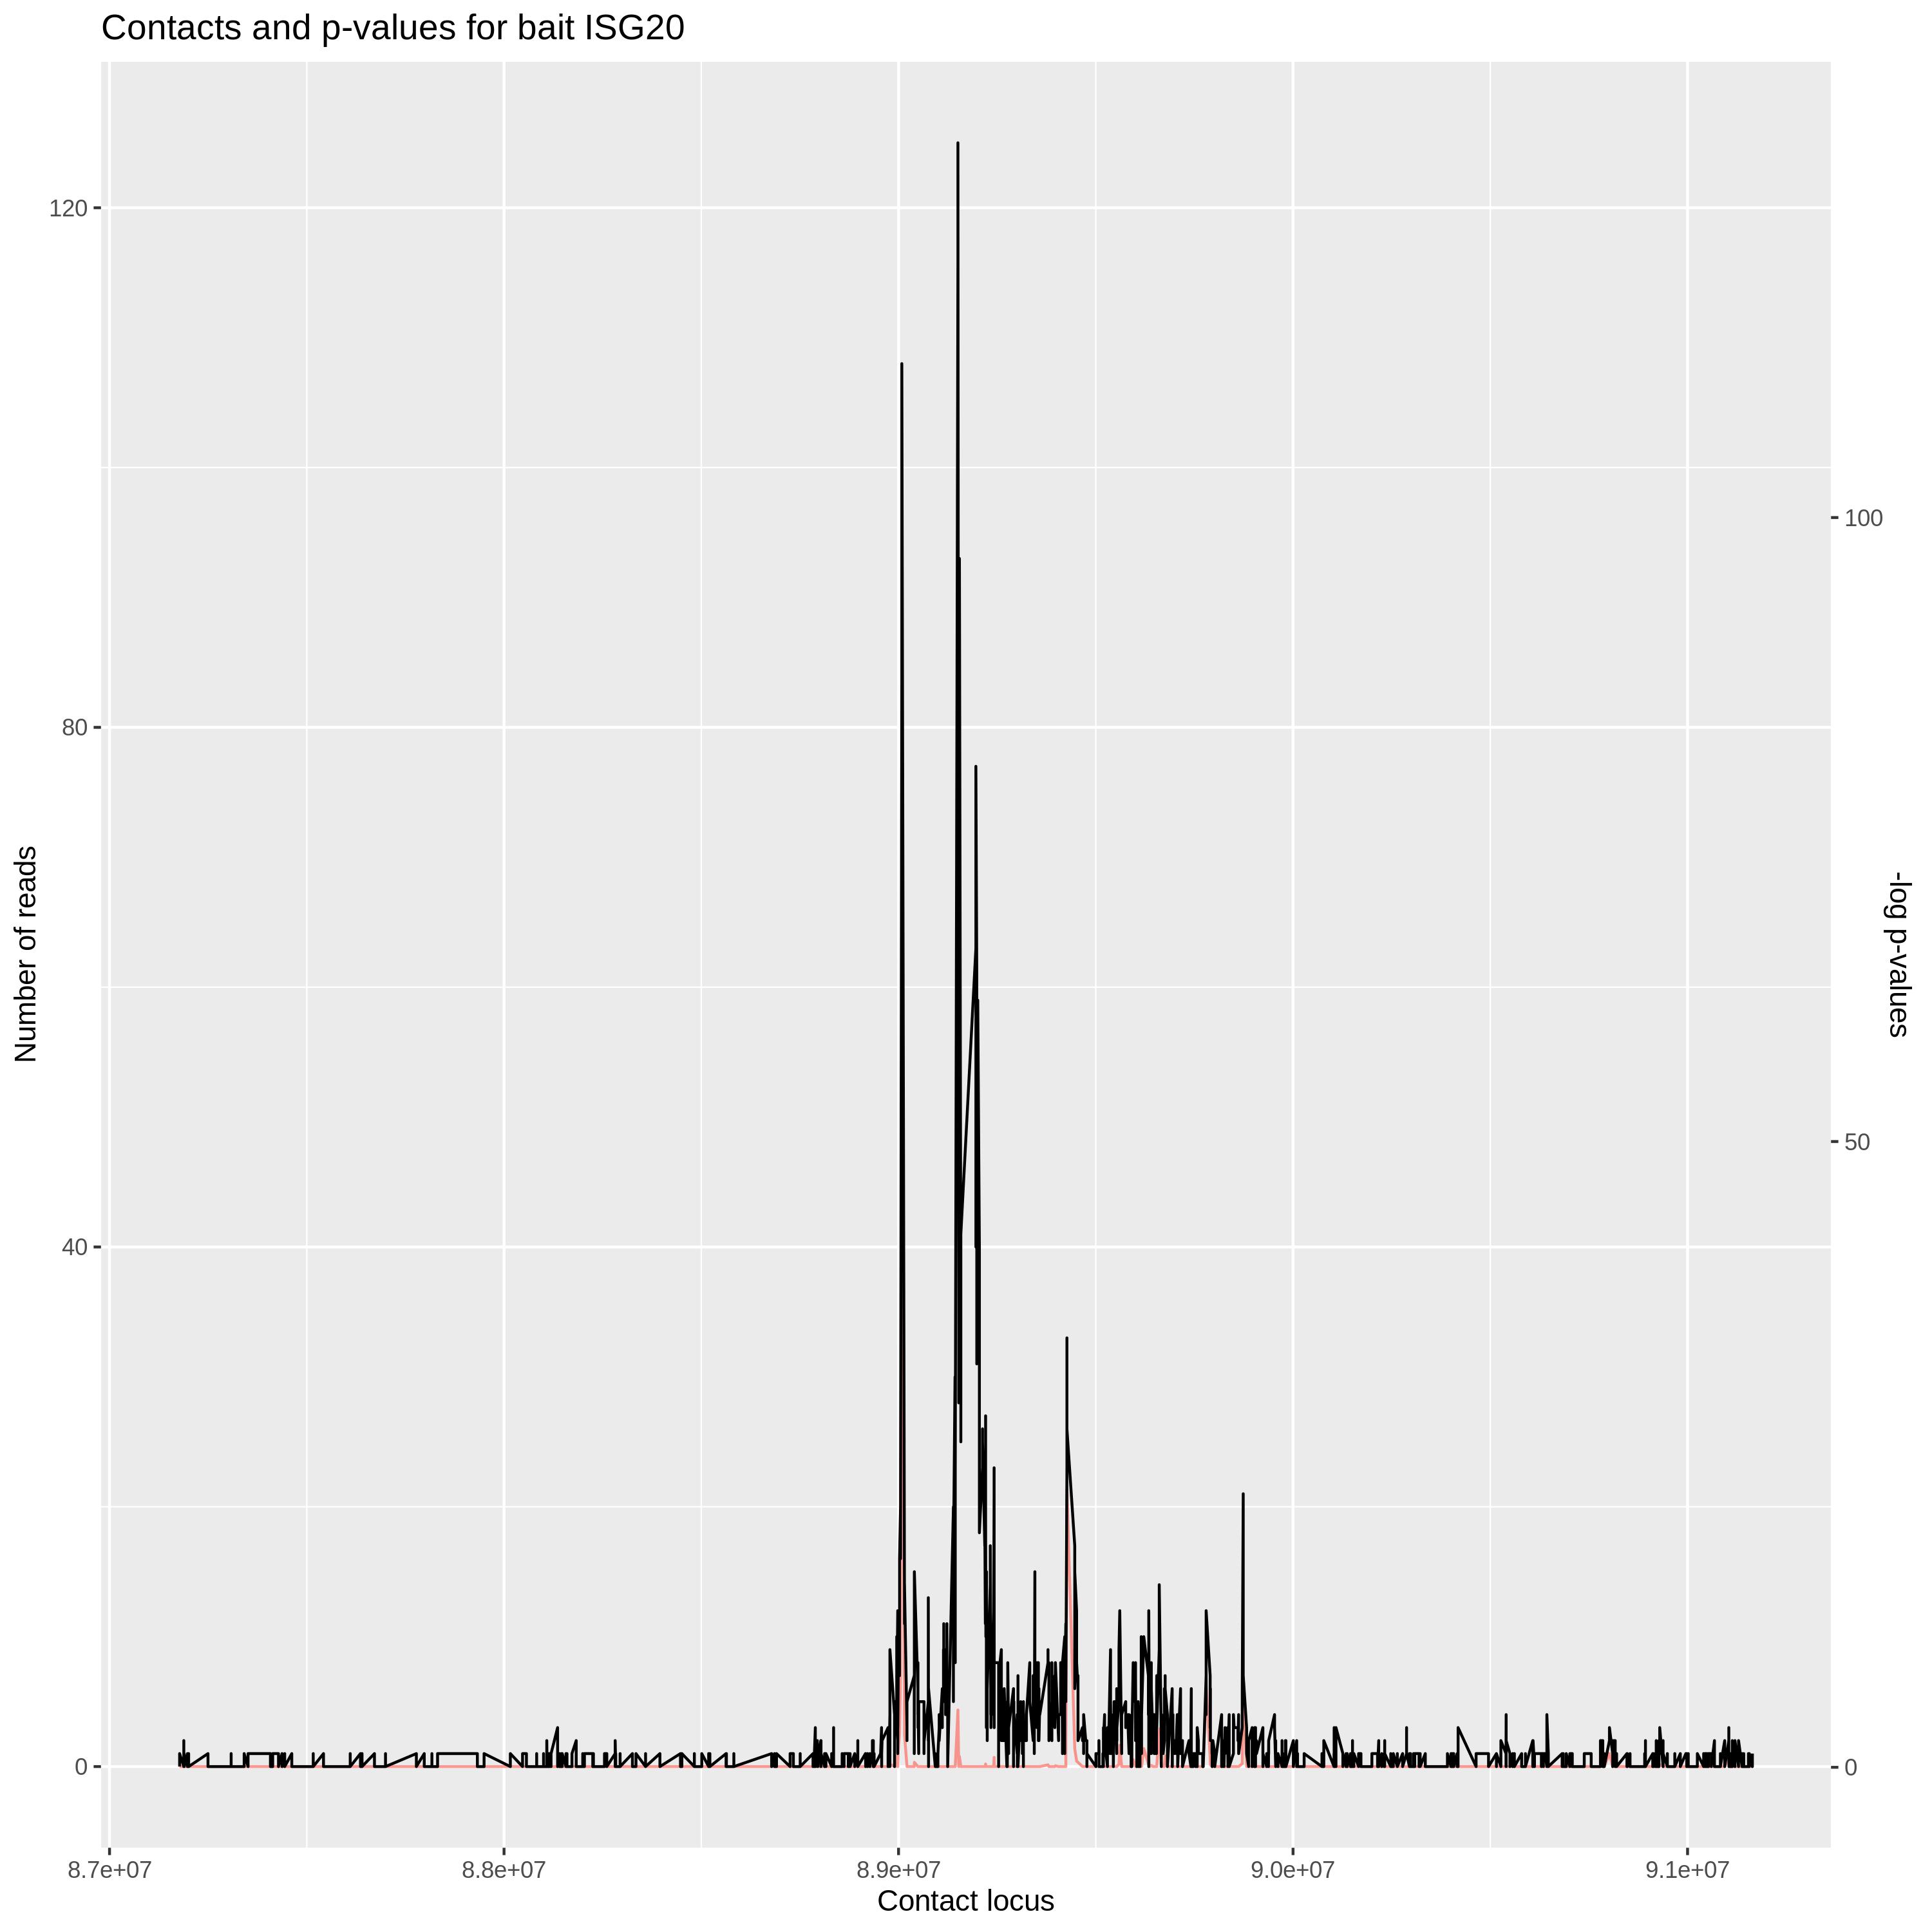 Contacts and p-values for bait ISG20
120
80
40
0
Number of reads
100
50
0
-log p-values
8.7e+07 8.8e+07 8.9e+07 9.0e+07 9.1e+07
Contact locus